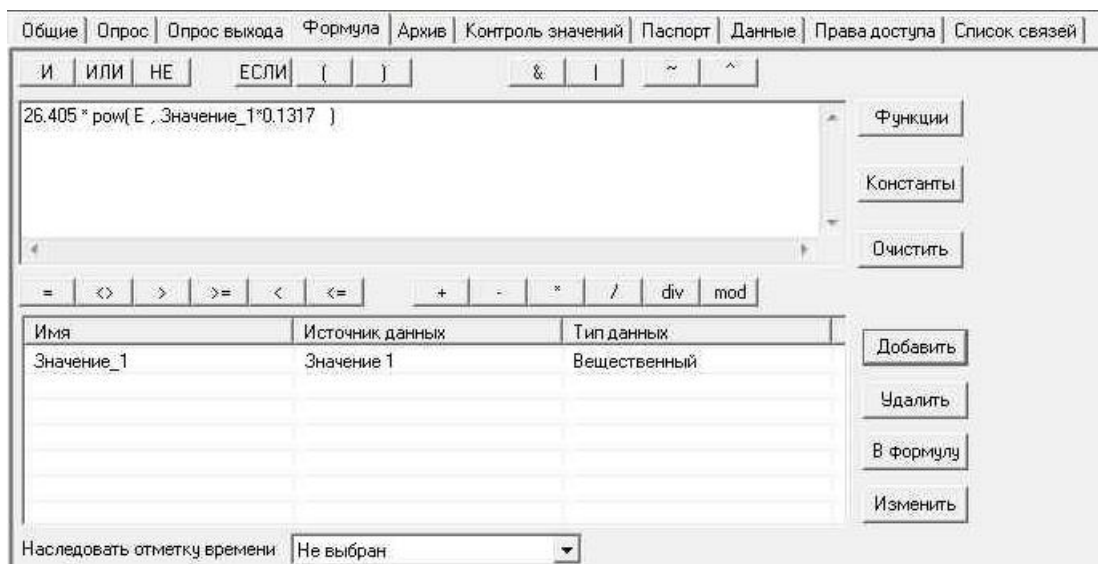 Общие Опрос Опрос выхода Формула Архив Контроль значений Паспорт Данные Права доступа Список связей
И ИЛИ НЕ ЕСЛИ ( ) & | ~ ^
26.405 * pow( E , Значение_1*0.1317 )
Функции
Константы
Очистить
= <> > >= < <= + - * / div mod
Имя Источник данных Тип данных
Добавить
Значение_1 Значение 1 Вещественный
Удалить
В формулу
Изменить
Наследовать отметку времени Не выбран